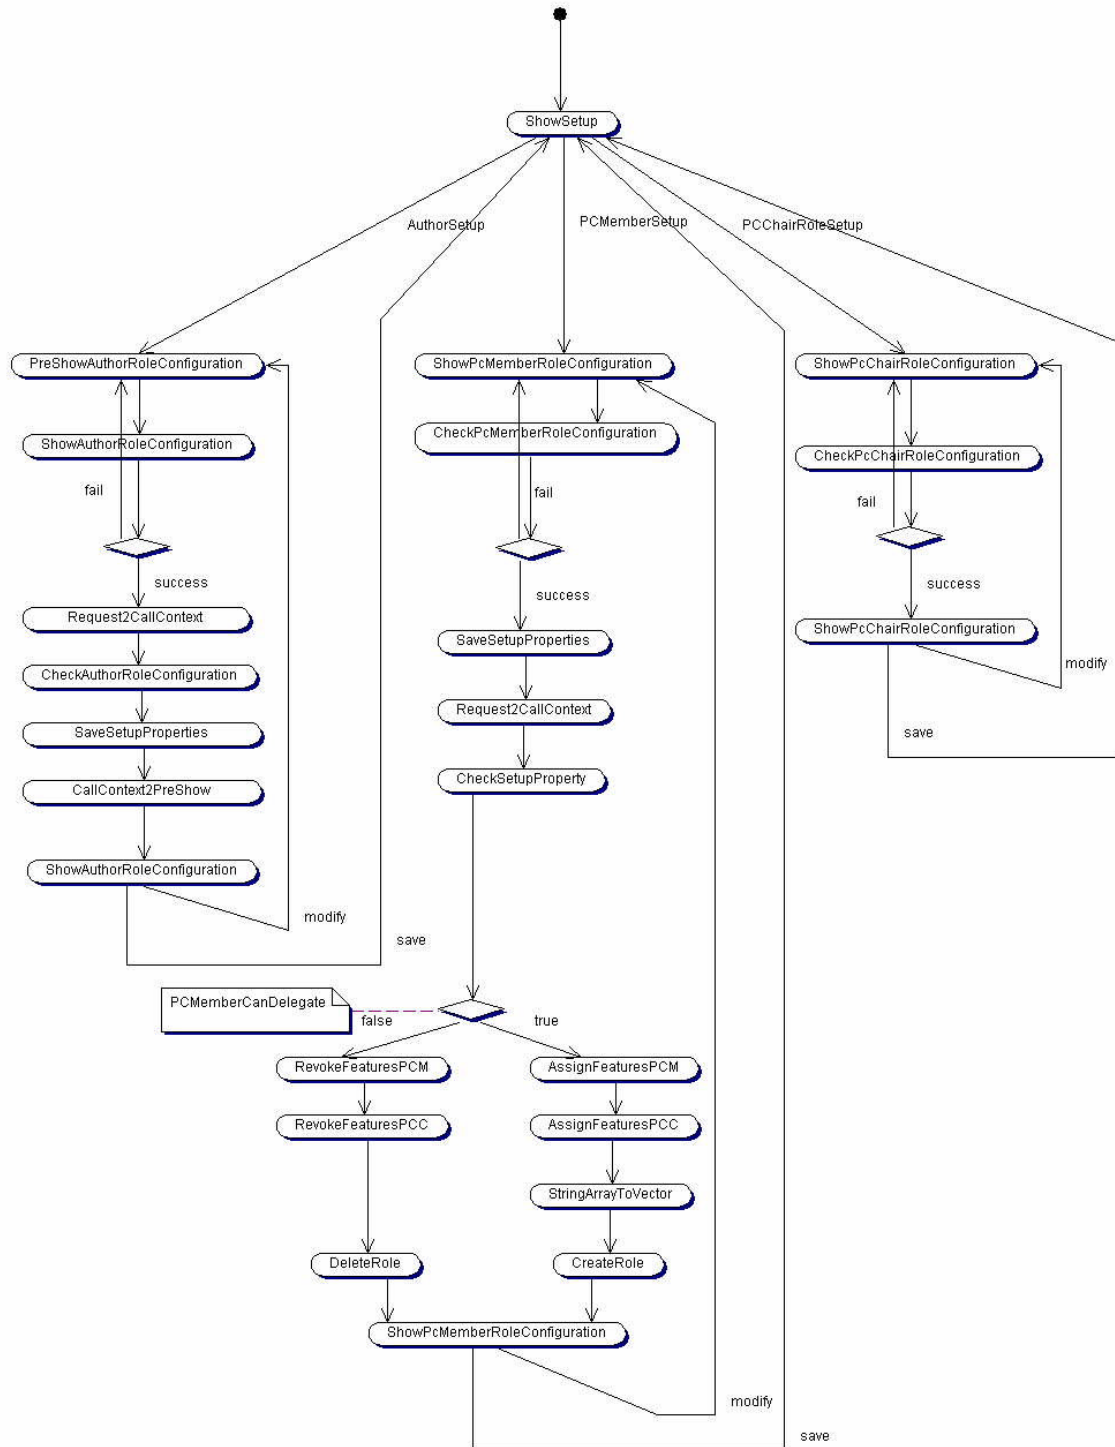 ShowSetup
AuthorSetup
PCMemberSetup
PCChairRoleSetup
PreShowAuthorRoleConfiguration
ShowPcMemberRoleConfiguration
ShowPcChairRoleConfiguration
ShowAuthorRoleConfiguration
CheckPcMemberRoleConfiguration
CheckPcChairRoleConfiguration
fail
fail
fail
success
success
success
Request2CallContext
SaveSetupProperties
ShowPcChairRoleConfiguration
CheckAuthorRoleConfiguration
modify
Request2CallContext
SaveSetupProperties
save
CheckSetupProperty
CallContext2PreShow
ShowAuthorRoleConfiguration
modify
save
PCMemberCanDelegate
false
true
RevokeFeaturesPCM
AssignFeaturesPCM
RevokeFeaturesPCC
AssignFeaturesPCC
StringArrayToVector
DeleteRole
CreateRole
ShowPcMemberRoleConfiguration
modify
save